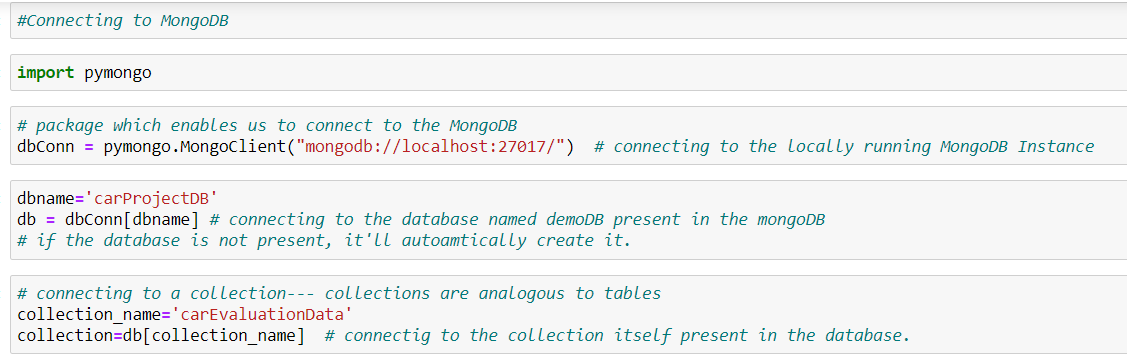 #Connecting to MongoDB
import pymongo
# package which enables us to connect to the MongoDB
dbConn = pymongo.MongoClient("mongodb://localhost:27017/")  # connecting to the locally running MongoDB Instance
dbname='carProjectDB'
db = dbConn[dbname] # connecting to the database named demoDB present in the mongoDB
# if the database is not present, it'll autoamtically create it.
# connecting to a collection--- collections are analogous to tables
collection_name='carEvaluationData'
collection=db[collection_name]  # connectig to the collection itself present in the database.